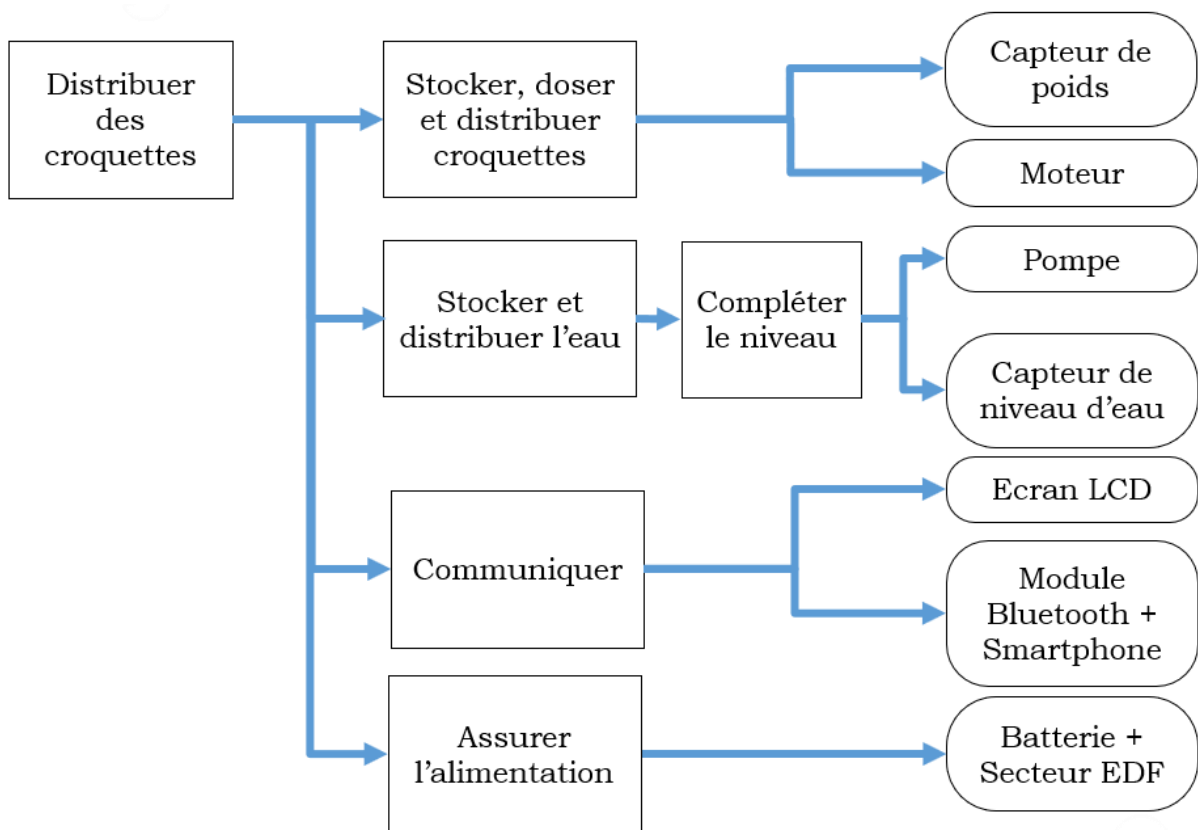 Distribuer
des
croquettes
Stocker, doser
et distribuer
croquettes
Capteur de
poids
Moteur
Stocker et
distribuer l’eau
Compléter
le niveau
Pompe
Capteur de
niveau d’eau
Communiquer
Ecran LCD
Module
Bluetooth +
Smartphone
Assurer
l’alimentation
Batterie +
Secteur EDF